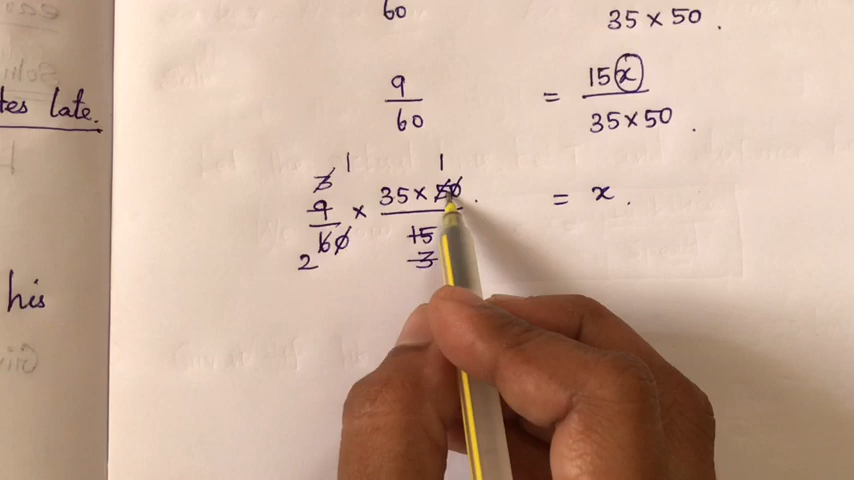 60
35 × 50 .
tes late.
9
60
=
15x
35 × 50 .
3 1 1
9
60
×
35 × 50 .
15
= x .
2 3
his